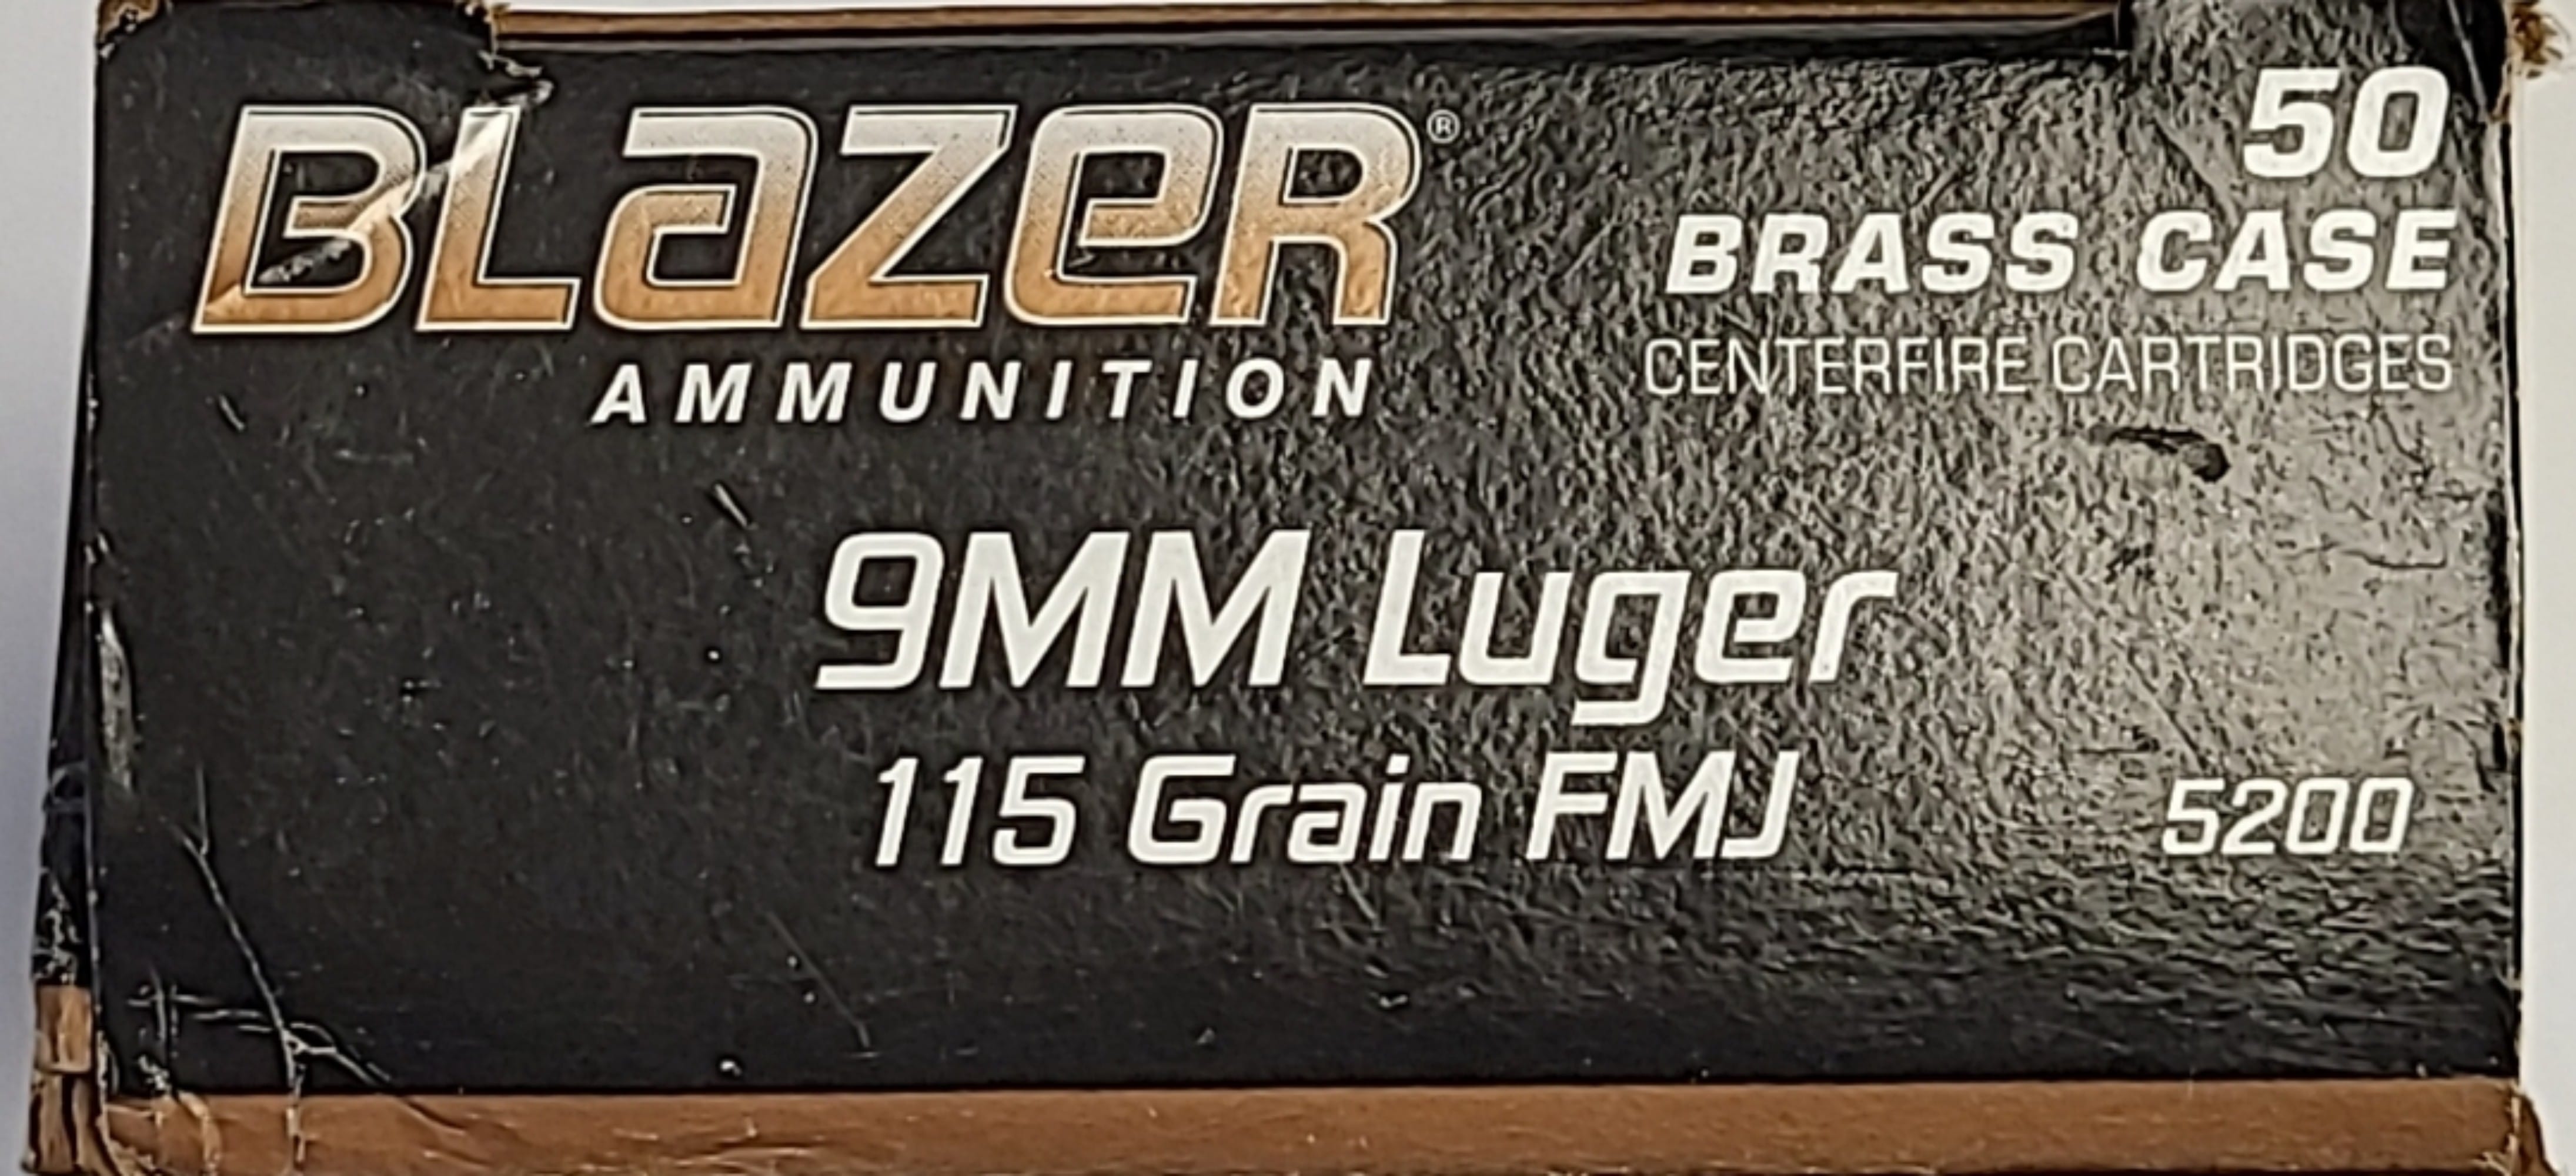 BLazeR®
AMMUNITION
50
BRASS CASE
CENTERFIRE CARTRIDGES
9MM Luger
115 Grain FMJ
5200